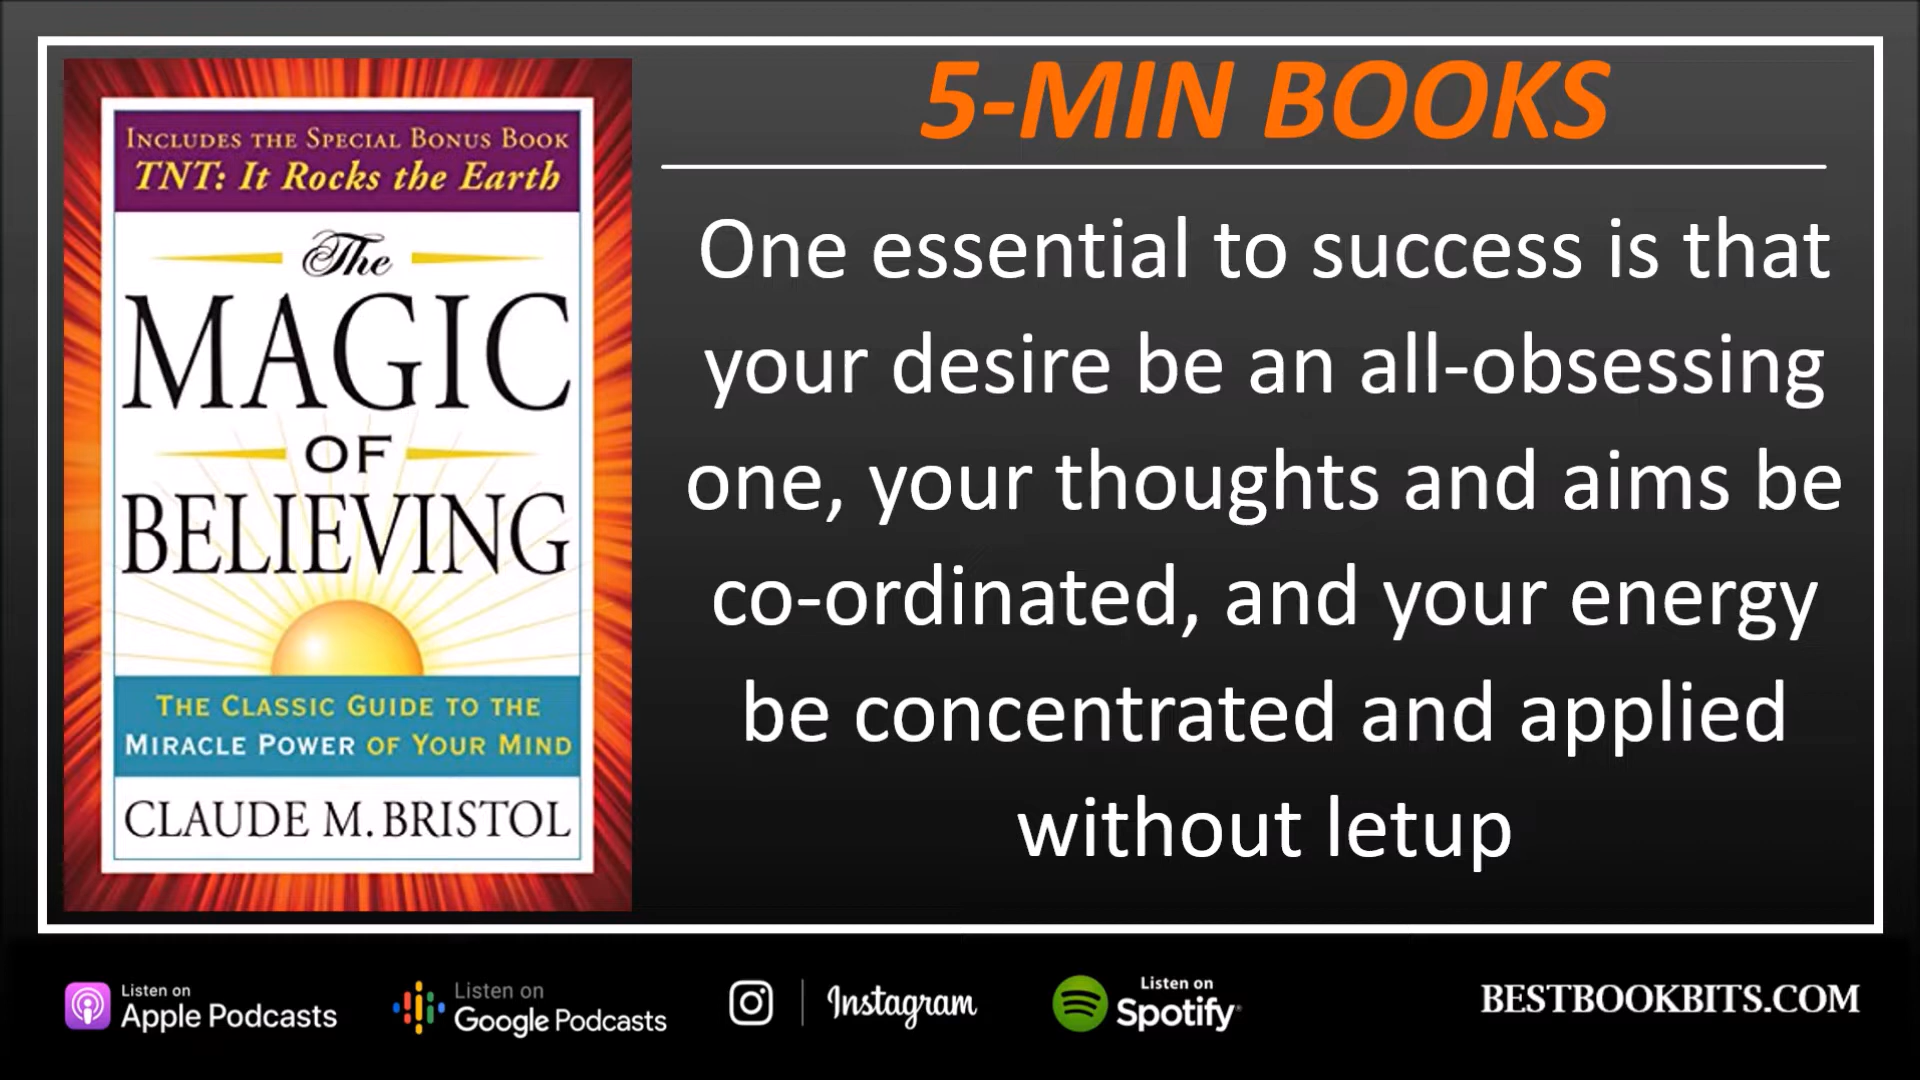 INCLUDES THE SPECIAL BONUS BOOK
TNT: It Rocks the Earth
The
MAGIC
OF
BELIEVING
THE CLASSIC GUIDE TO THE
MIRACLE POWER OF YOUR MIND
CLAUDE M. BRISTOL
5-MIN BOOKS
One essential to success is that
your desire be an all-obsessing
one, your thoughts and aims be
co-ordinated, and your energy
be concentrated and applied
without letup
Listen on
Apple Podcasts
Listen on
Google Podcasts
Instagram
Listen on
Spotify
BESTBOOKBITS.COM